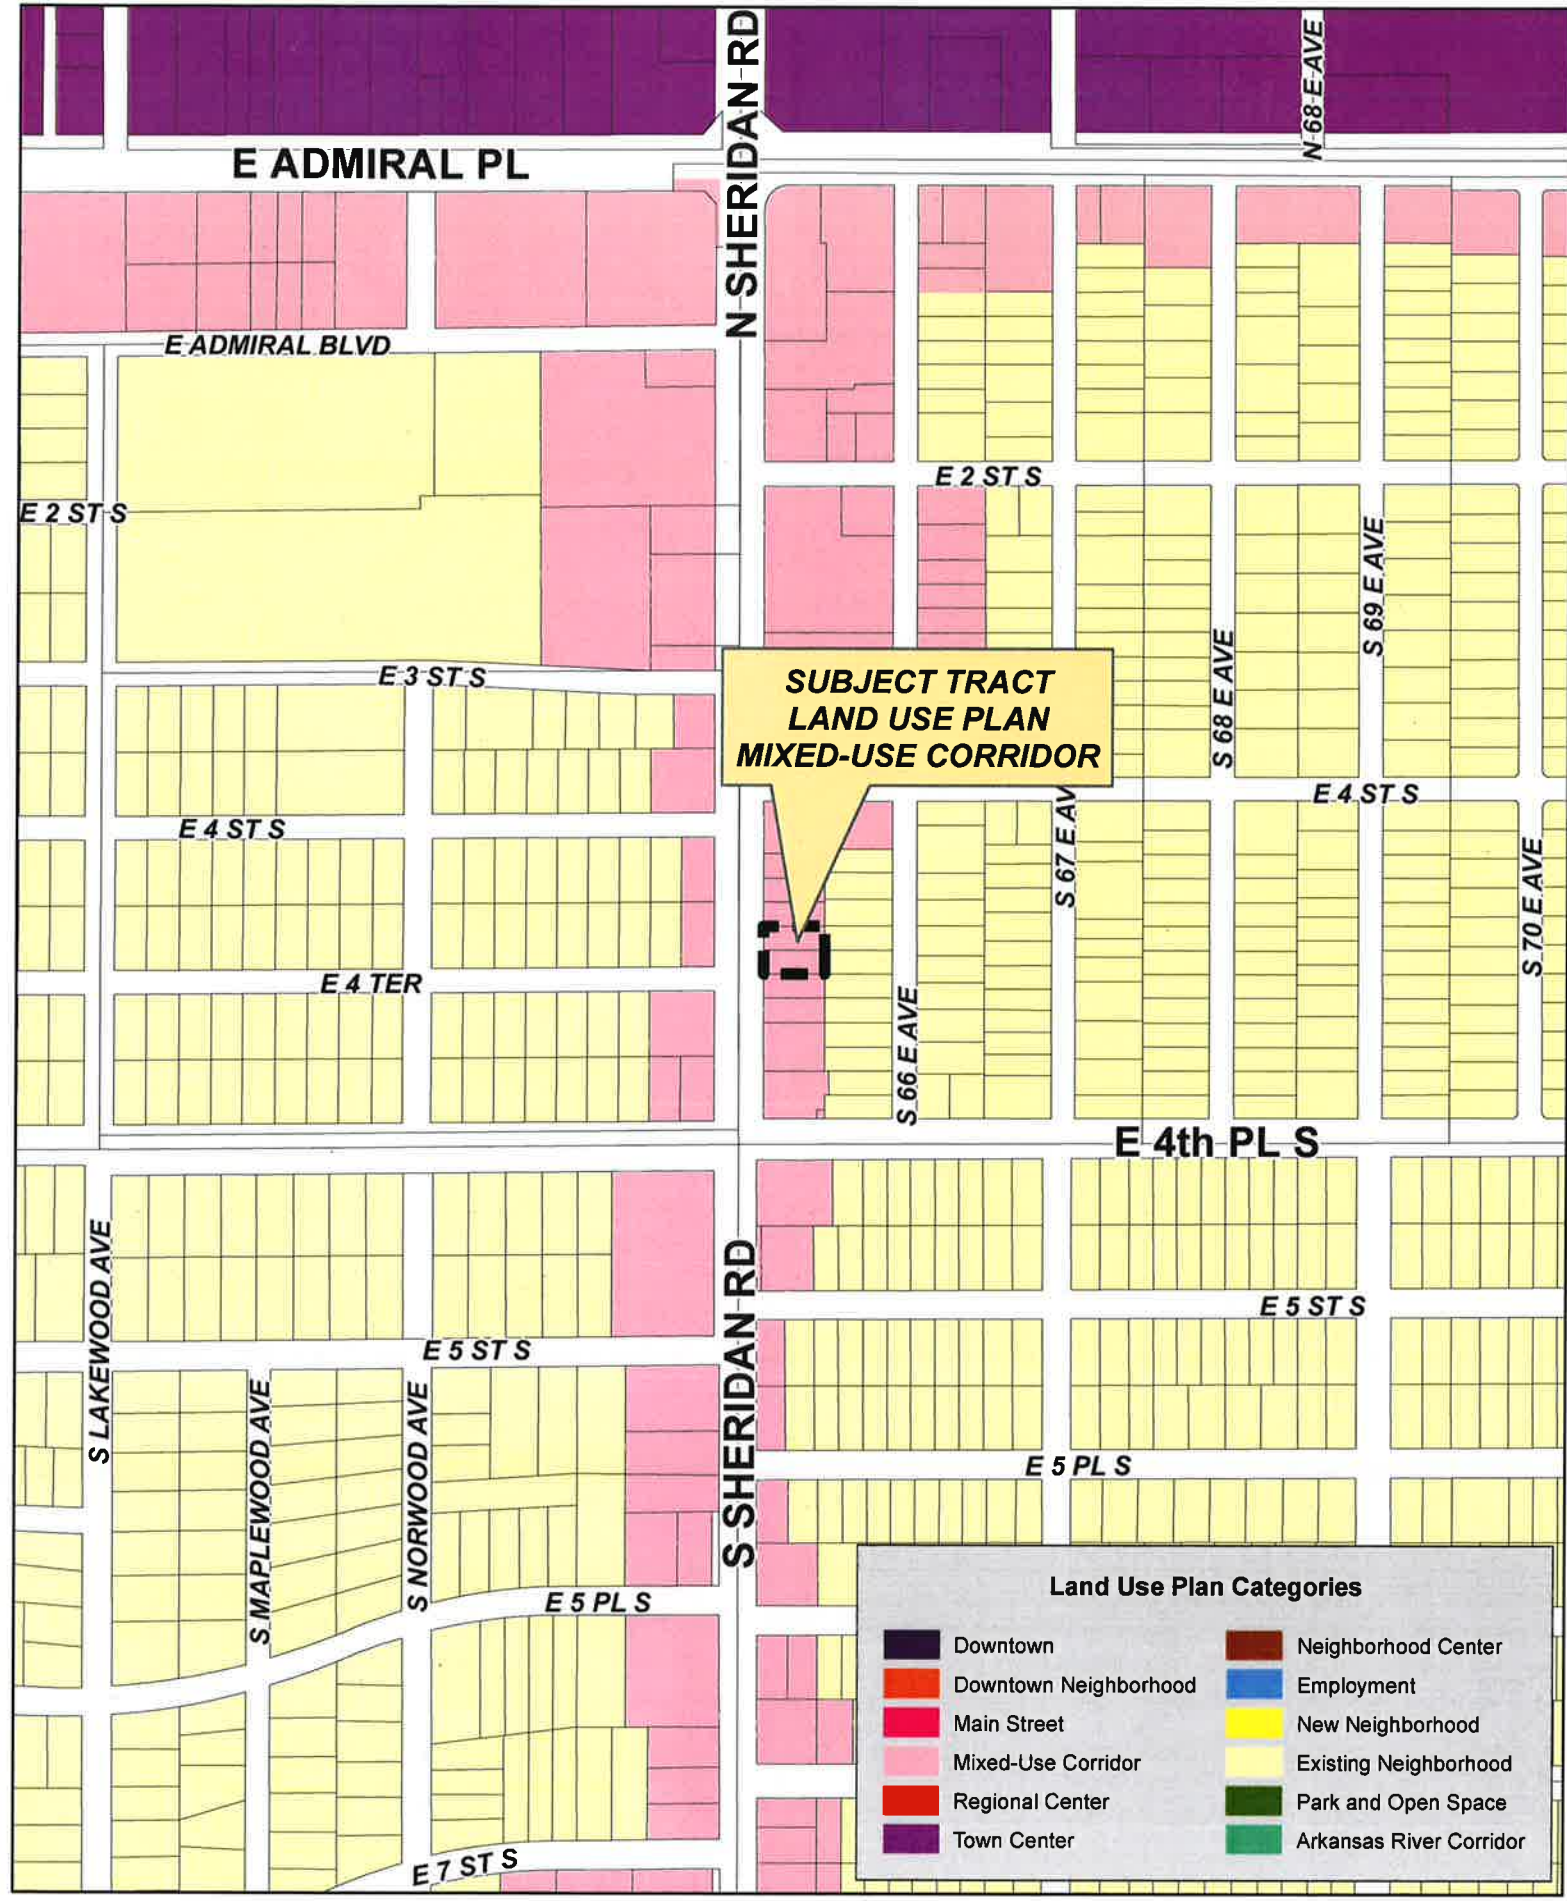 N SHERIDAN RD
N 68 E AVE
E ADMIRAL PL
E ADMIRAL BLVD
E 2 ST S
E 2 ST S
S 69 E AVE
S 68 E AVE
E 3 ST S
SUBJECT TRACT
LAND USE PLAN
MIXED-USE CORRIDOR
E 4 ST S
E 4 ST S
S 67 E AV
S 70 E AVE
E 4 TER
S 66 E AVE
E 4th PL S
S LAKEWOOD AVE
S SHERIDAN RD
E 5 ST S
E 5 ST S
S MAPLEWOOD AVE
S NORWOOD AVE
E 5 PL S
E 5 PL S
E 7 ST S
Land Use Plan Categories
Downtown
Downtown Neighborhood
Main Street
Mixed-Use Corridor
Regional Center
Town Center
Neighborhood Center
Employment
New Neighborhood
Existing Neighborhood
Park and Open Space
Arkansas River Corridor